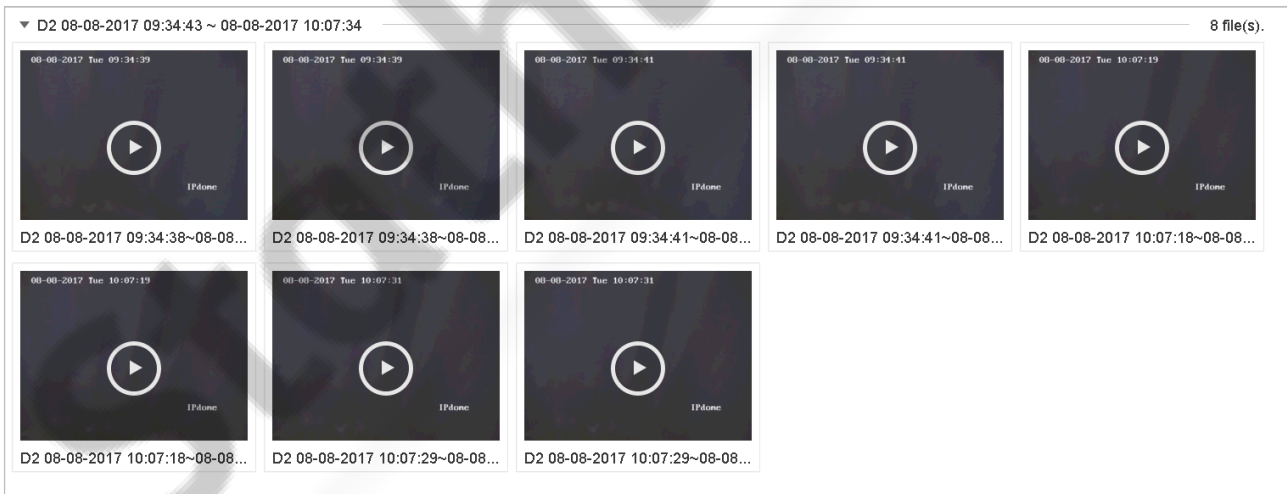 D2 08-08-2017 09:34:43 ~ 08-08-2017 10:07:34 8 file(s).
08-08-2017 Tue 09:34:39 08-08-2017 Tue 09:34:39 08-08-2017 Tue 09:34:41 08-08-2017 Tue 09:34:41 08-08-2017 Tue 10:07:19
IPdome IPdome IPdome IPdome IPdome
D2 08-08-2017 09:34:38~08-08... D2 08-08-2017 09:34:38~08-08... D2 08-08-2017 09:34:41~08-08... D2 08-08-2017 09:34:41~08-08... D2 08-08-2017 10:07:18~08-08...
08-08-2017 Tue 10:07:19 08-08-2017 Tue 10:07:31 08-08-2017 Tue 10:07:31
IPdome IPdome IPdome
D2 08-08-2017 10:07:18~08-08... D2 08-08-2017 10:07:29~08-08... D2 08-08-2017 10:07:29~08-08...